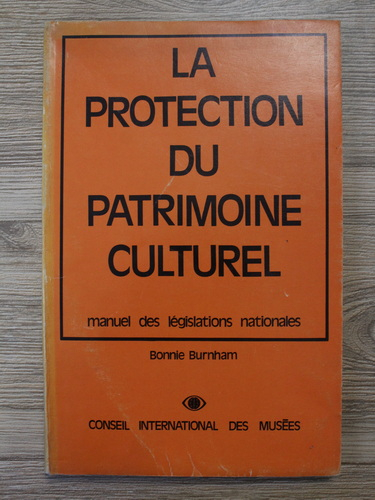 LA
PROTECTION
DU
PATRIMOINE
CULTUREL
manuel des législations nationales
Bonnie Burnham
CONSEIL INTERNATIONAL DES MUSÉES